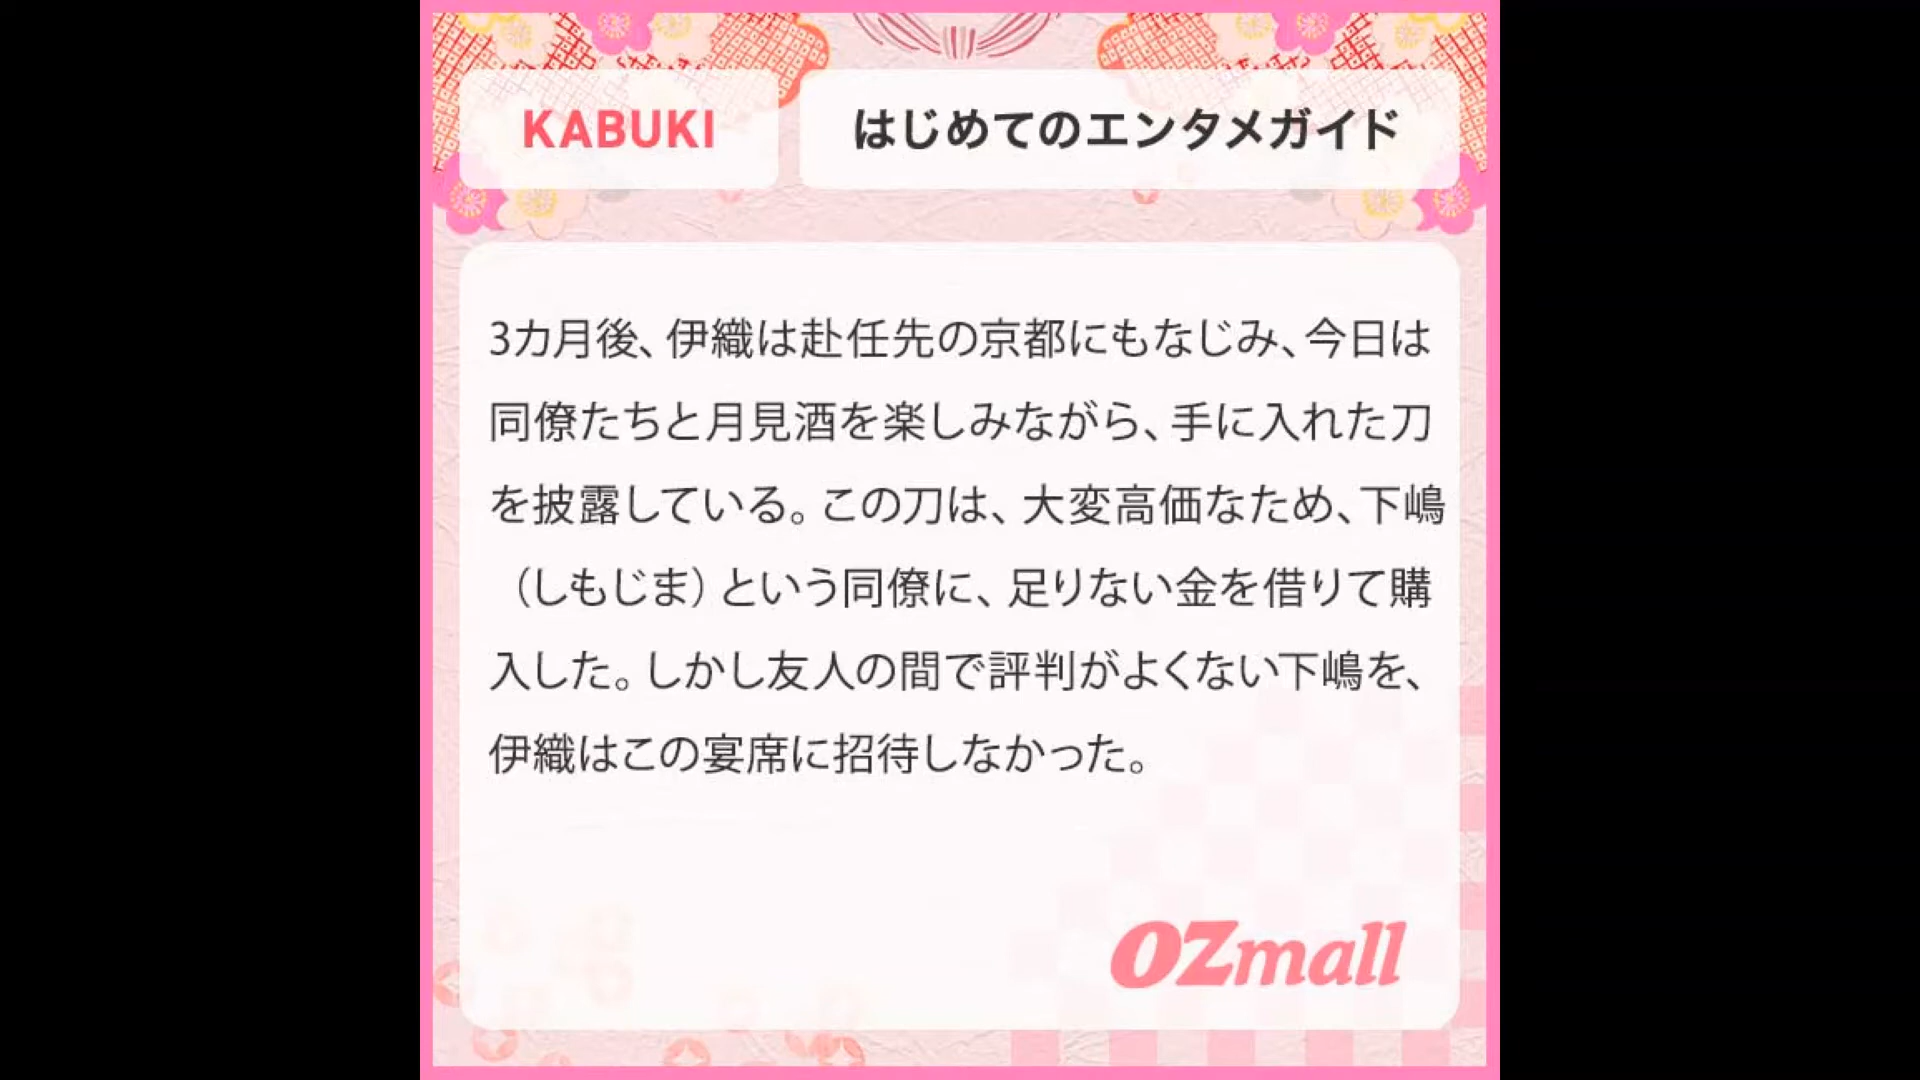 KABUKI
はじめてのエンタメガイド
3カ月後、伊織は赴任先の京都にもなじみ、今日は
同僚たちと月見酒を楽しみながら、手に入れた刀
を披露している。この刀は、大変高価なため、下嶋
（しもじま）という同僚に、足りない金を借りて購
入した。しかし友人の間で評判がよくない下嶋を、
伊織はこの宴席に招待しなかった。
OZmall